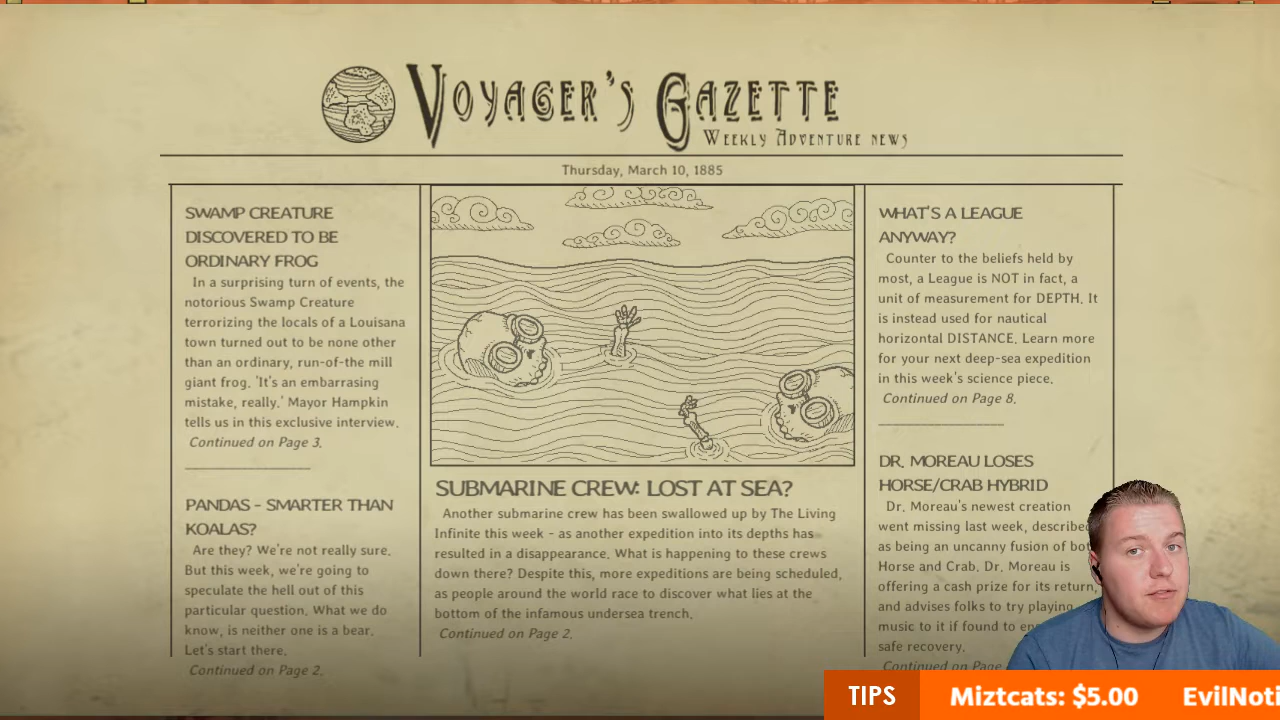 VOYAGER'S GAZETTE
WEEKLY ADVENTURE NEWS
Thursday, March 10, 1885
SWAMP CREATURE
DISCOVERED TO BE
ORDINARY FROG
In a surprising turn of events, the
notorious Swamp Creature
terrorizing the locals of a Louisana
town turned out to be none other
than an ordinary, run-of-the mill
giant frog. 'It's an embarrasing
mistake, really.' Mayor Hampkin
tells us in this exclusive interview.
Continued on Page 3.
PANDAS - SMARTER THAN
KOALAS?
Are they? We're not really sure.
But this week, we're going to
speculate the hell out of this
particular question. What we do
know, is neither one is a bear.
Let's start there.
Continued on Page 2.
SUBMARINE CREW: LOST AT SEA?
Another submarine crew has been swallowed up by The Living
Infinite this week - as another expedition into its depths has
resulted in a disappearance. What is happening to these crews
down there? Despite this, more expeditions are being scheduled,
as people around the world race to discover what lies at the
bottom of the infamous undersea trench.
Continued on Page 2.
WHAT'S A LEAGUE
ANYWAY?
Counter to the beliefs held by
most, a League is NOT in fact, a
unit of measurement for DEPTH. It
is instead used for nautical
horizontal DISTANCE. Learn more
for your next deep-sea expedition
in this week's science piece.
Continued on Page 8.
DR. MOREAU LOSES
HORSE/CRAB HYBRID
Dr. Moreau's newest creation
went missing last week, described
as being an uncanny fusion of
Horse and Crab. Dr. Moreau is
offering a cash prize for its return,
and advises folks to try playing
music to it if found to
safe recovery.
Continued on Page
TIPS Miztcats: $5.00 EvilNoti